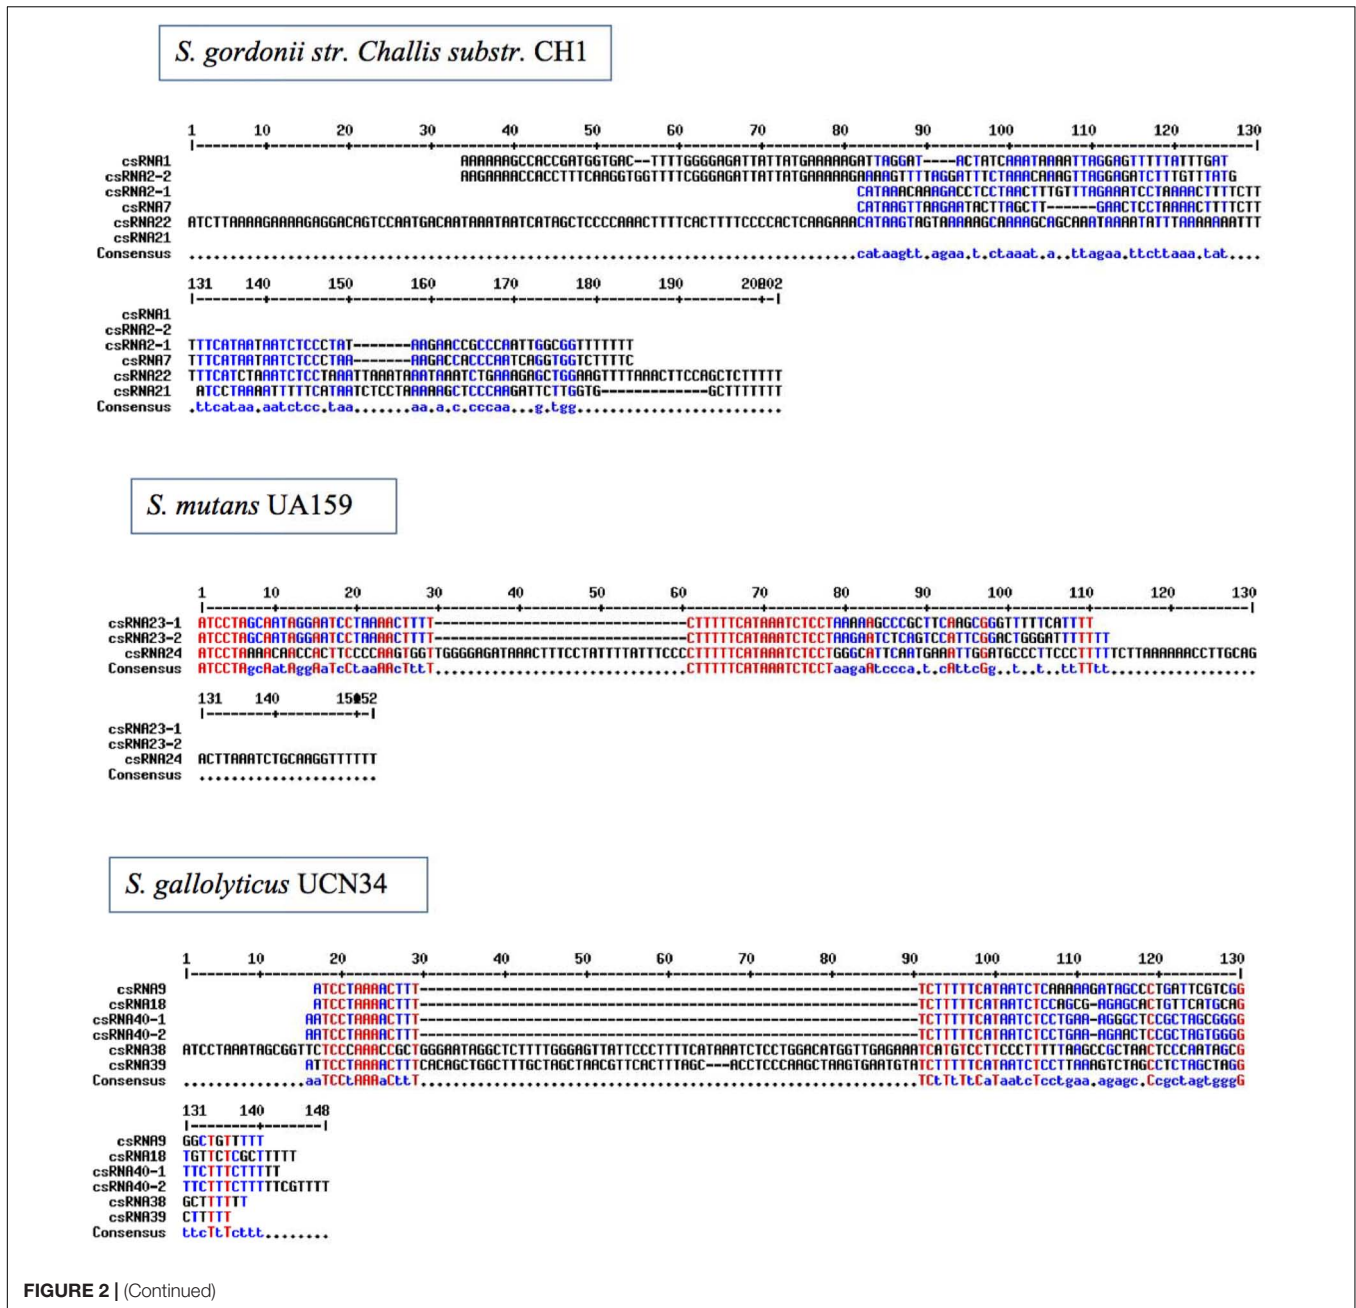 S. gordonii str. Challis substr. CH1
1 10 20 30 40 50 60 70 80 90 100 110 120 130
|--------+---------+---------+---------+---------+---------+---------+---------+---------+---------+---------+---------+---------|
csRNA1 AAAAAAGCCACCGATGGTGAC--TTTTGGGGAGATTATTATGAAAAAGATTAGGAT----ACTATCAAATAAAATTAGGAGTTTTTATTTGAT
csRNA2-2 AAGAAAACCACCTTTCAAGGTGGTTTTCGGGAGATTATTATGAAAAAGAAAAGTTTTAGGATTTCTAAACAAAGTTAGGAGATCTTTGTTTATG
csRNA2-1 CATAAACAAAGACCTCCTAACTTTGTTTAGAAATCCTAAAACTTTTCTT
csRNA7 CATAAGTTAAGAATACTTAGCTT------GAACTCCTAAAACTTTTCTT
csRNA22 ATCTTAAAAGAAAAGAGGACAGTCCAATGACAATAAATAATCATAGCTCCCCAAACTTTTCACTTTTCCCCACTCAAGAAACATAAGTAGTAAAAAGCAAAAGCAGCAAATAAAATATTTAAAAAAATTT
csRNA21
Consensus .................................................................................cataagtt.agaa.t.ctaaat.a..ttagaa.ttcttaaa.tat....
131 140 150 160 170 180 190 200202
|--------+---------+---------+---------+---------+---------+---------+-|
csRNA1
csRNA2-2
csRNA2-1 TTTCATAATAATCTCCCTAT-------AAGAACCGCCCAATTGGCGGTTTTTTT
csRNA7 TTTCATAATAATCTCCCTAA-------AAGACCACCCAATCAGGTGGTCTTTTTC
csRNA22 TTTCATCTAAATCTCCTAAATTAAATAAATAAATCTGAAAGAGCTGGAAGTTTTAAACTTCCAGCTCTTTTT
csRNA21 ATCCTAAAATTTTTCATAATCTCCTAAAAAGCTCCCAAGATTCTTGGTG-------------GCTTTTTTT
Consensus .ttcataa.aatctcc.taa.......aa.a.c.cccaa...g.tgg.........................
S. mutans UA159
1 10 20 30 40 50 60 70 80 90 100 110 120 130
|--------+---------+---------+---------+---------+---------+---------+---------+---------+---------+---------+---------+---------|
csRNA23-1 ATCCTAGCAATAGGAATCCTAAAACTTTT-------------------------------CTTTTTCATAAATCTCCTAAAAAGCCCGCTTCAAGCGGGTTTTTCATTTT
csRNA23-2 ATCCTAGCAATAGGAATCCTAAAACTTTT-------------------------------CTTTTTCATAAATCTCCTAAGAATCTCAGTCCATTCGGACTGGGATTTTTTT
csRNA24 ATCCTAAAACAACCACTTCCCCAAGTGGTTGGGGAGATAAACTTTCCTATTTTATTTCCCCTTTTTCATAAATCTCCTGGGCATTCAATGAAATTGGATGCCCTTCCCTTTTTCTTAAAAAACCTTGCAG
Consensus ATCCTAgcAatAggAaTcCtaaAAcTttT...............................CTTTTTCATAAATCTCCTaagaAtccca.t.cAttcGg..t..t..ttTTtt..................
131 140 150152
|--------+---------+-|
csRNA23-1
csRNA23-2
csRNA24 ACTTAAATCTGCAAGGTTTTTT
Consensus ......................
S. gallolyticus UCN34
1 10 20 30 40 50 60 70 80 90 100 110 120 130
|--------+---------+---------+---------+---------+---------+---------+---------+---------+---------+---------+---------+---------|
csRNA9 ATCCTAAAACTTT-------------------------------------------------------------TCTTTTTCATAATCTCAAAAAGATAGCCCTGATTCGTCGG
csRNA18 ATCCTAAAACTTT-------------------------------------------------------------TCTTTTTCATAATCTCCAGCG-AGAGCACTGTTCATGCAG
csRNA40-1 AATCCTAAAACTTT-------------------------------------------------------------TCTTTTTCATAATCTCCTGAA-AGGGCTCCGCTAGCGGGG
csRNA40-2 AATCCTAAAACTTT-------------------------------------------------------------TCTTTTTCATAATCTCCTGAA-AGAACTCCGCTAGTGGGG
csRNA38 ATCCTAAATAGCGGTTCTCCCAAACCGCTGGGAATAGGCTCTTTTGGGAGTTATTCCCTTTTCATAAATCTCCTGGACATGGTTGAGAAATCATGTCCTTCCCTTTTTAAGCCGCTAACTCCCAATAGCG
csRNA39 ATTCCTAAAACTTTCACAGCTGGCTTTGCTAGCTAACGTTCACTTTAGC---ACCTCCCAAGCTAAGTGAATGTATCTTTTTCATAATCTCCTTAAAGTCTAGCCTCTAGCTAGG
Consensus ...............aaTCCtAAAActtT.............................................................TCtTtTtCaTaatcTcctgaa.agagc.CcgctagtgggG
131 140 148
|--------+-------|
csRNA9 GGCTGTTTTT
csRNA18 TGTTCTCGCTTTTT
csRNA40-1 TTCTTTCTTTTT
csRNA40-2 TTCTTTCTTTTTCGTTTT
csRNA38 GCTTTTTT
csRNA39 CTTTTT
Consensus ttcTtTcttt........
FIGURE 2 | (Continued)